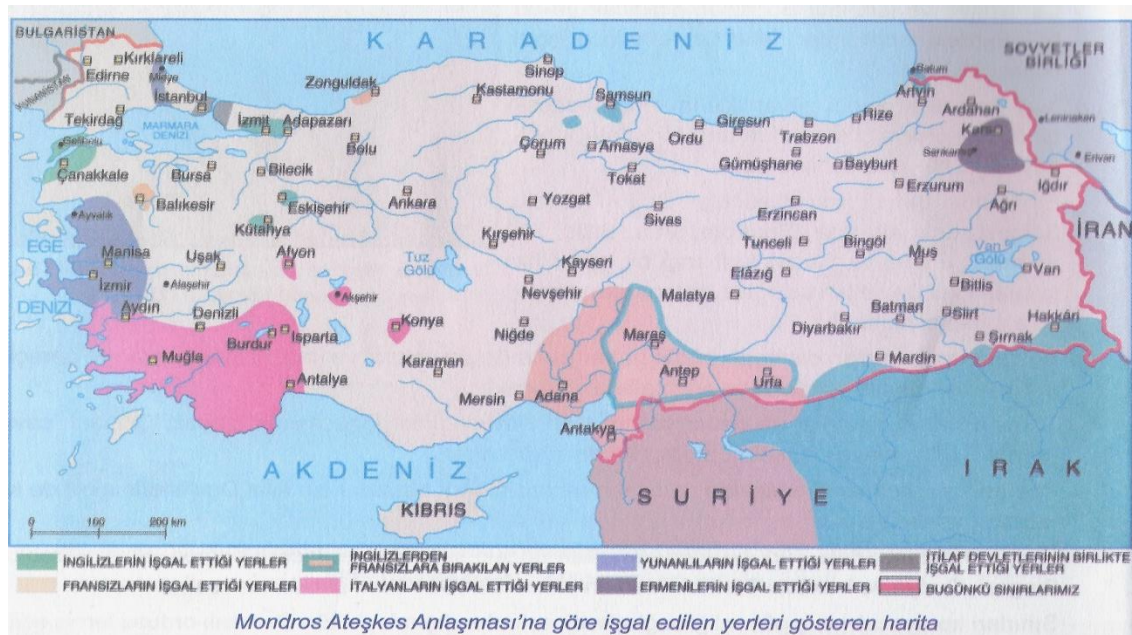 BULGARİSTAN
KARADENİZ
SOVYETLER
BİRLİĞİ
YUNANİSTAN
Edirne
Kırklareli
Midye
İstanbul
Tekirdağ
MARMARA
DENİZİ
Gelibolu
Çanakkale
İzmit
Adapazarı
Zonguldak
Bolu
Kastamonu
Sinop
Samsun
Çorum
Amasya
Tokat
Ordu
Giresun
Trabzon
Rize
Gümüşhane
Bayburt
Batum
Artvin
Ardahan
Kars
Sarıkamış
Leninakan
Erivan
Iğdır
Ağrı
Erzurum
İRAN
Bursa
Bilecik
Balıkesir
Eskişehir
Kütahya
Ankara
Yozgat
Sivas
Erzincan
Tunceli
Bingöl
Muş
Van
Gölü
Van
Bitlis
EGE
DENİZİ
Ayvalık
Manisa
İzmir
Uşak
Alaşehir
Afyon
Akşehir
Tuz
Gölü
Kırşehir
Kayseri
Nevşehir
Elâzığ
Malatya
Batman
Siirt
Hakkâri
Diyarbakır
Şırnak
Mardin
Aydın
Denizli
Burdur
Isparta
Konya
Niğde
Maraş
Muğla
Antalya
Karaman
Mersin
Adana
Antep
Urfa
Antakya
AKDENİZ
KIBRIS
SURİYE
IRAK
0 100 200 km
İNGİLİZLERİN İŞGAL ETTİĞİ YERLER
İNGİLİZLERDEN
FRANSIZLARA BIRAKILAN YERLER
YUNANLILARIN İŞGAL ETTİĞİ YERLER
İTİLAF DEVLETLERİNİN BİRLİKTE
İŞGAL ETTİĞİ YERLER
FRANSIZLARIN İŞGAL ETTİĞİ YERLER
İTALYANLARIN İŞGAL ETTİĞİ YERLER
ERMENİLERİN İŞGAL ETTİĞİ YERLER
BUGÜNKÜ SINIRLARIMIZ
Mondros Ateşkes Anlaşması'na göre işgal edilen yerleri gösteren harita